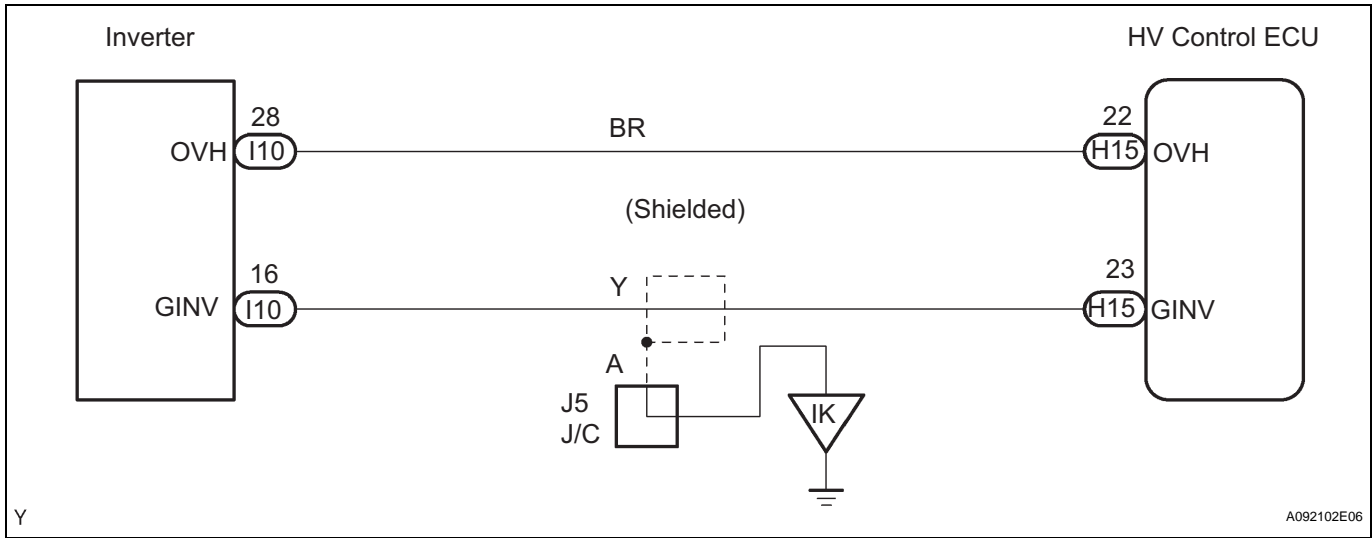 Inverter
HV Control ECU
28
BR
22
OVH
I10
H15
OVH
(Shielded)
16
Y
23
GINV
I10
H15
GINV
A
J5
J/C
IK
Y
A092102E06